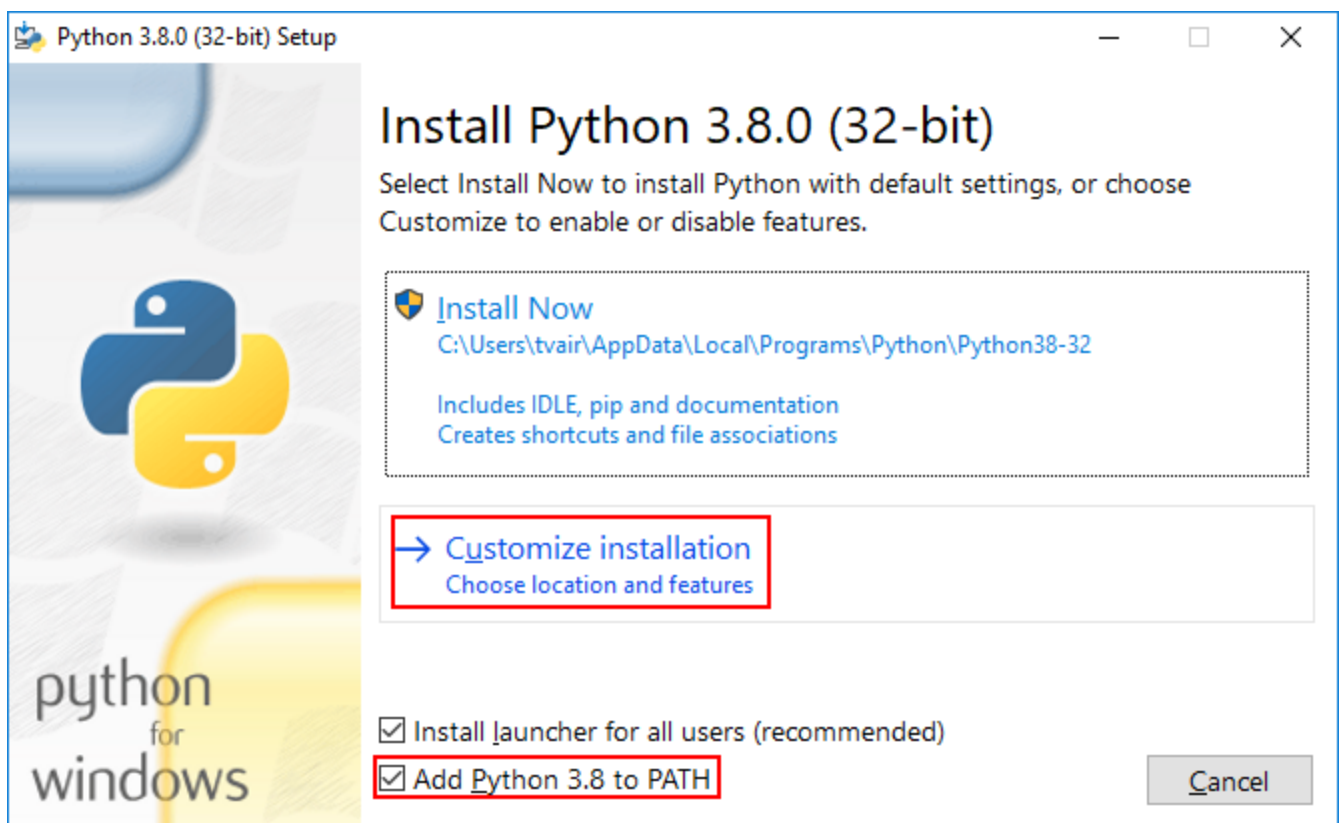 Python 3.8.0 (32-bit) Setup
Install Python 3.8.0 (32-bit)
Select Install Now to install Python with default settings, or choose
Customize to enable or disable features.
Install Now
C:\Users\tvair\AppData\Local\Programs\Python\Python38-32
Includes IDLE, pip and documentation
Creates shortcuts and file associations
Customize installation
Choose location and features
python
for
windows
Install launcher for all users (recommended)
Add Python 3.8 to PATH
Cancel